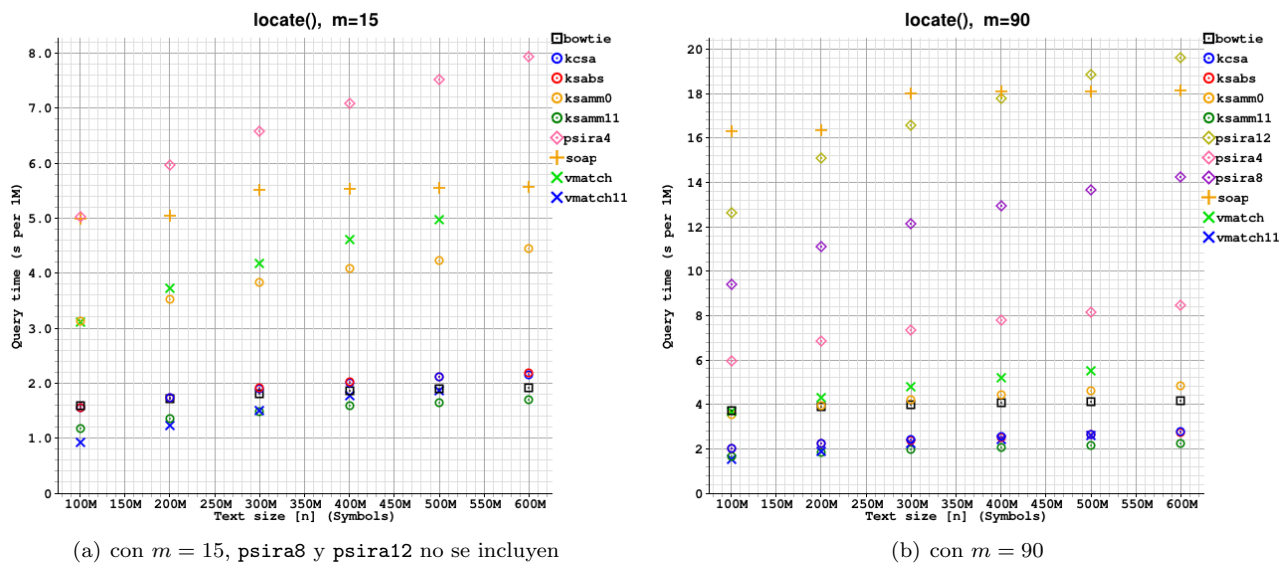 locate(), m=15
8.0
7.0
6.0
5.0
4.0
3.0
2.0
1.0
0
Query time (s per 1M)
100M 150M 200M 250M 300M 350M 400M 450M 500M 550M 600M
Text size [n] (Symbols)
bowtie
kcsa
ksabs
ksamm0
ksamm11
psira4
soap
vmatch
vmatch11
(a) con m = 15, psira8 y psira12 no se incluyen
locate(), m=90
20
18
16
14
12
10
8
6
4
2
0
Query time (s per 1M)
100M 150M 200M 250M 300M 350M 400M 450M 500M 550M 600M
Text size [n] (Symbols)
bowtie
kcsa
ksabs
ksamm0
ksamm11
psira12
psira4
psira8
soap
vmatch
vmatch11
(b) con m = 90